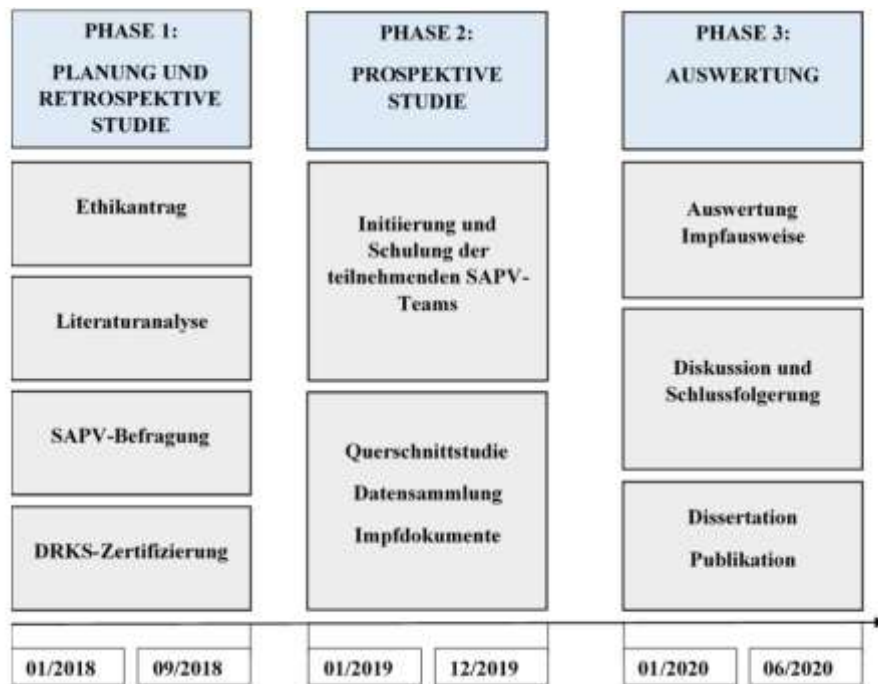 PHASE 1:
PLANUNG UND
RETROSPEKTIVE
STUDIE
Ethikantrag
Literaturanalyse
SAPV-Befragung
DRKS-Zertifizierung
01/2018
09/2018
PHASE 2:
PROSPEKTIVE
STUDIE
Initiierung und
Schulung der
teilnehmenden SAPV-
Teams
Querschnittstudie
Datensammlung
Impfdokumente
01/2019
12/2019
PHASE 3:
AUSWERTUNG
Auswertung
Impfausweise
Diskussion und
Schlussfolgerung
Dissertation
Publikation
01/2020
06/2020